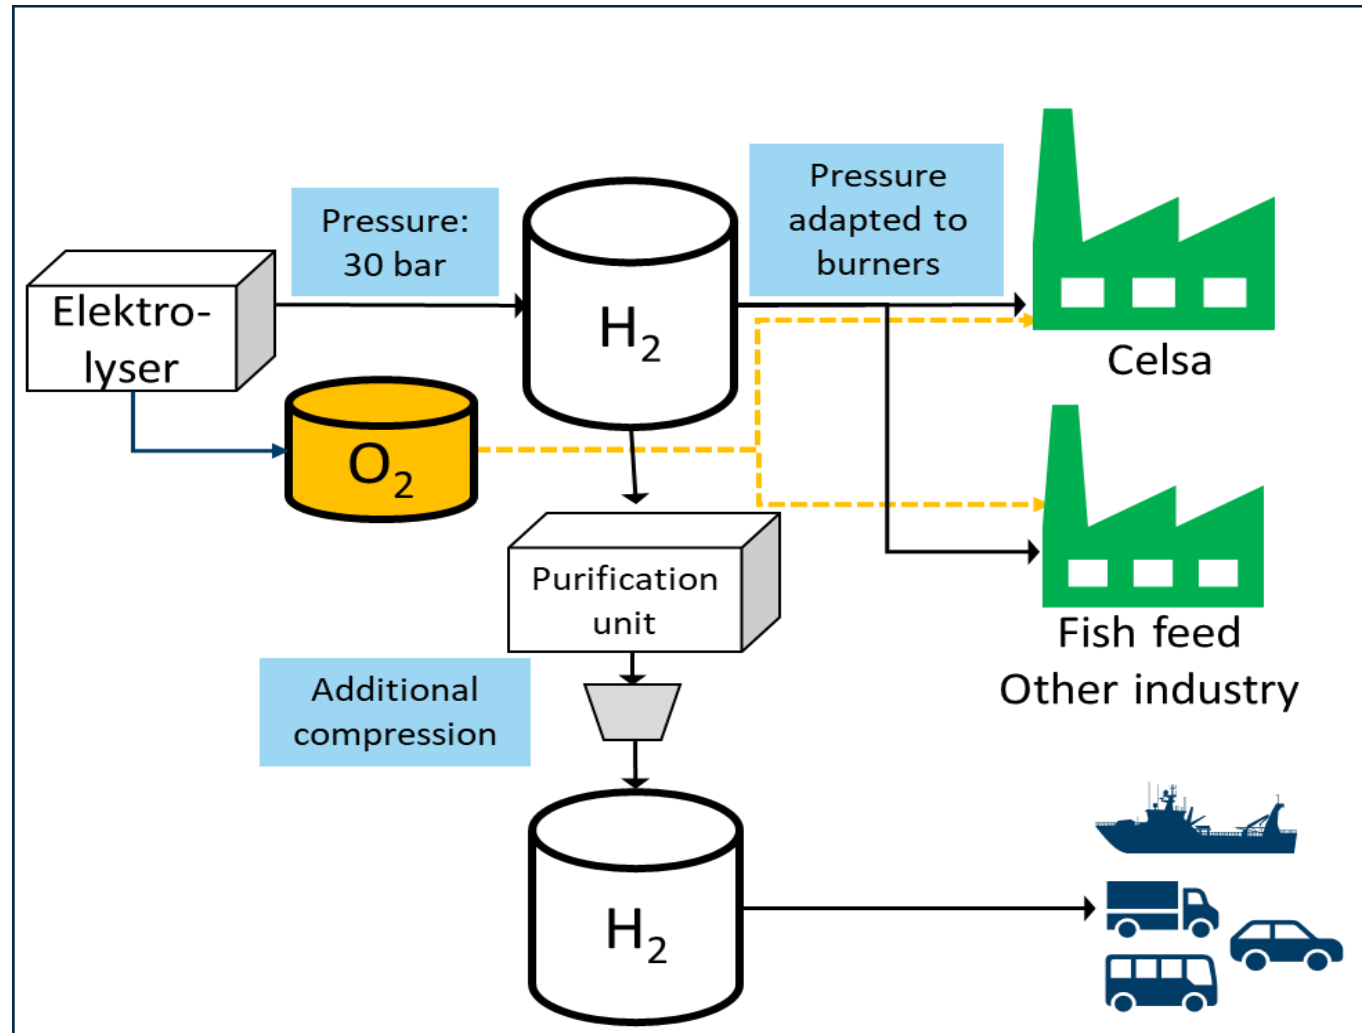 Pressure:
30 bar
Pressure
adapted to
burners
Elektro-
lyser
H₂
Celsa
O₂
Purification
unit
Fish feed
Other industry
Additional
compression
H₂